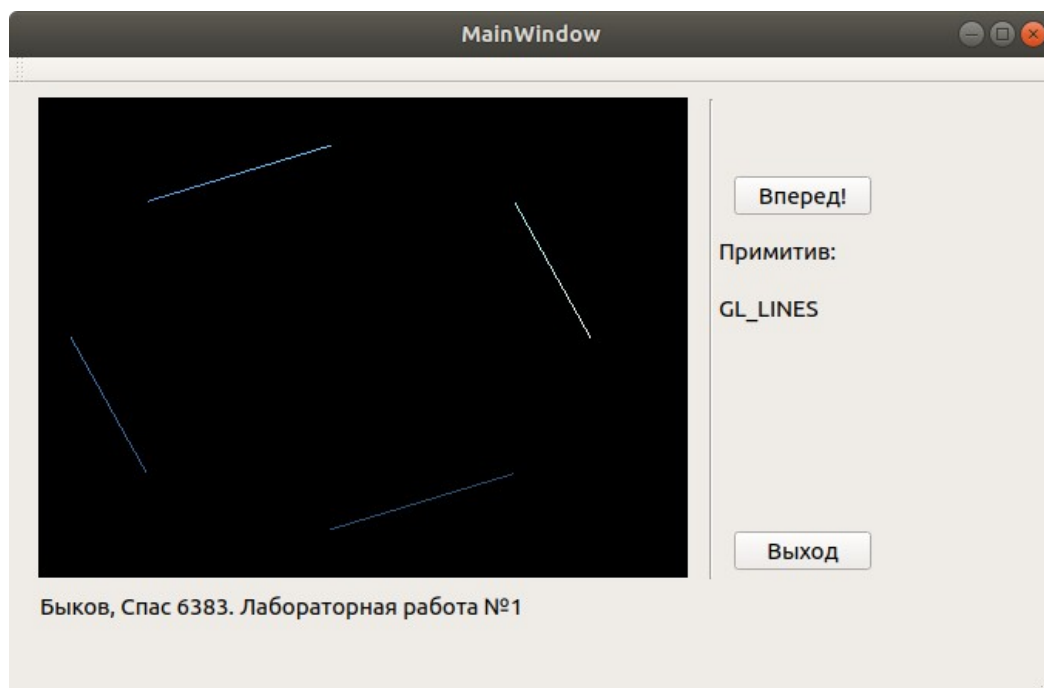 MainWindow
Вперед!
Примитив:
GL_LINES
Выход
Быков, Спас 6383. Лабораторная работа №1